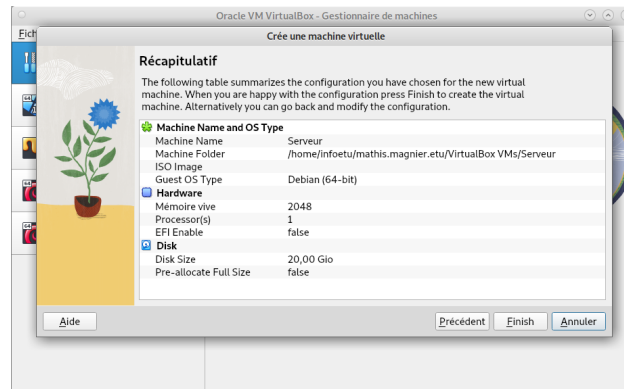 Oracle VM VirtualBox - Gestionnaire de machines
Fich
Crée une machine virtuelle
Récapitulatif
The following table summarizes the configuration you have chosen for the new virtual
machine. When you are happy with the configuration press Finish to create the virtual
machine. Alternatively you can go back and modify the configuration.
Machine Name and OS Type
Machine Name Serveur
Machine Folder /home/infoetu/mathis.magnier.etu/VirtualBox VMs/Serveur
ISO Image
Guest OS Type Debian (64-bit)
Hardware
Mémoire vive 2048
Processor(s) 1
EFI Enable false
Disk
Disk Size 20,00 Gio
Pre-allocate Full Size false
Aide Précédent Finish Annuler